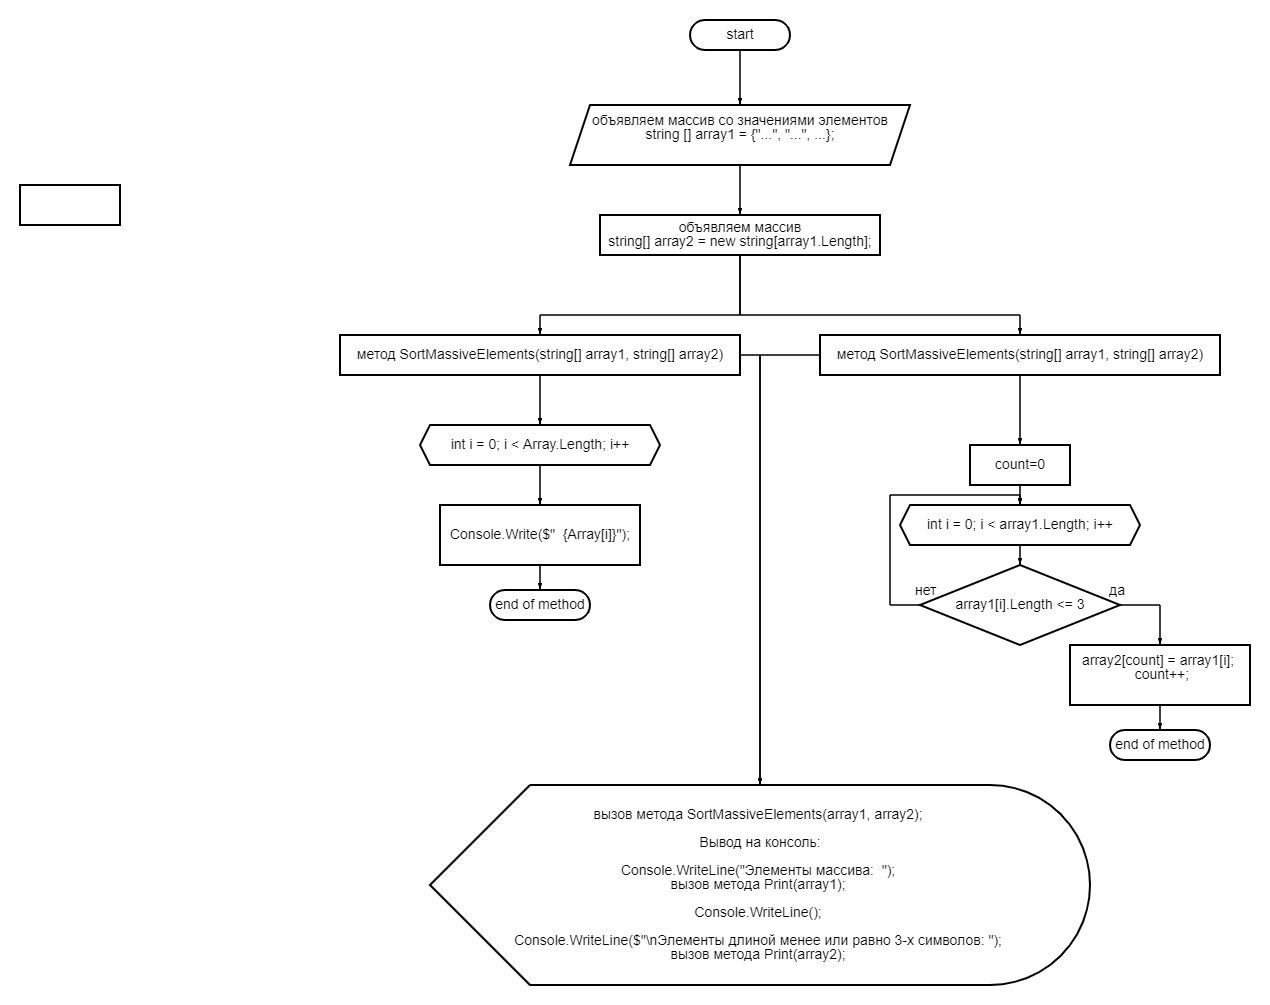 start
объявляем массив со значениями элементов
string [] array1 = {"...", "...", ...};
объявляем массив
string[] array2 = new string[array1.Length];
метод SortMassiveElements(string[] array1, string[] array2)
метод SortMassiveElements(string[] array1, string[] array2)
int i = 0; i < Array.Length; i++
Console.Write($"  {Array[i]}");
end of method
count=0
int i = 0; i < array1.Length; i++
нет
да
array1[i].Length <= 3
array2[count] = array1[i];
count++;
end of method
вызов метода SortMassiveElements(array1, array2);
Вывод на консоль:
Console.WriteLine("Элементы массива:  ");
вызов метода Print(array1);
Console.WriteLine();
Console.WriteLine($"\nЭлементы длиной менее или равно 3-х символов: ");
вызов метода Print(array2);